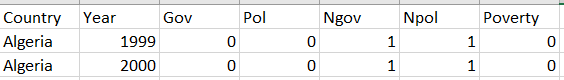 Country Year Gov Pol Ngov Npol Poverty
Algeria 1999 0 0 1 1 0
Algeria 2000 0 0 1 1 0